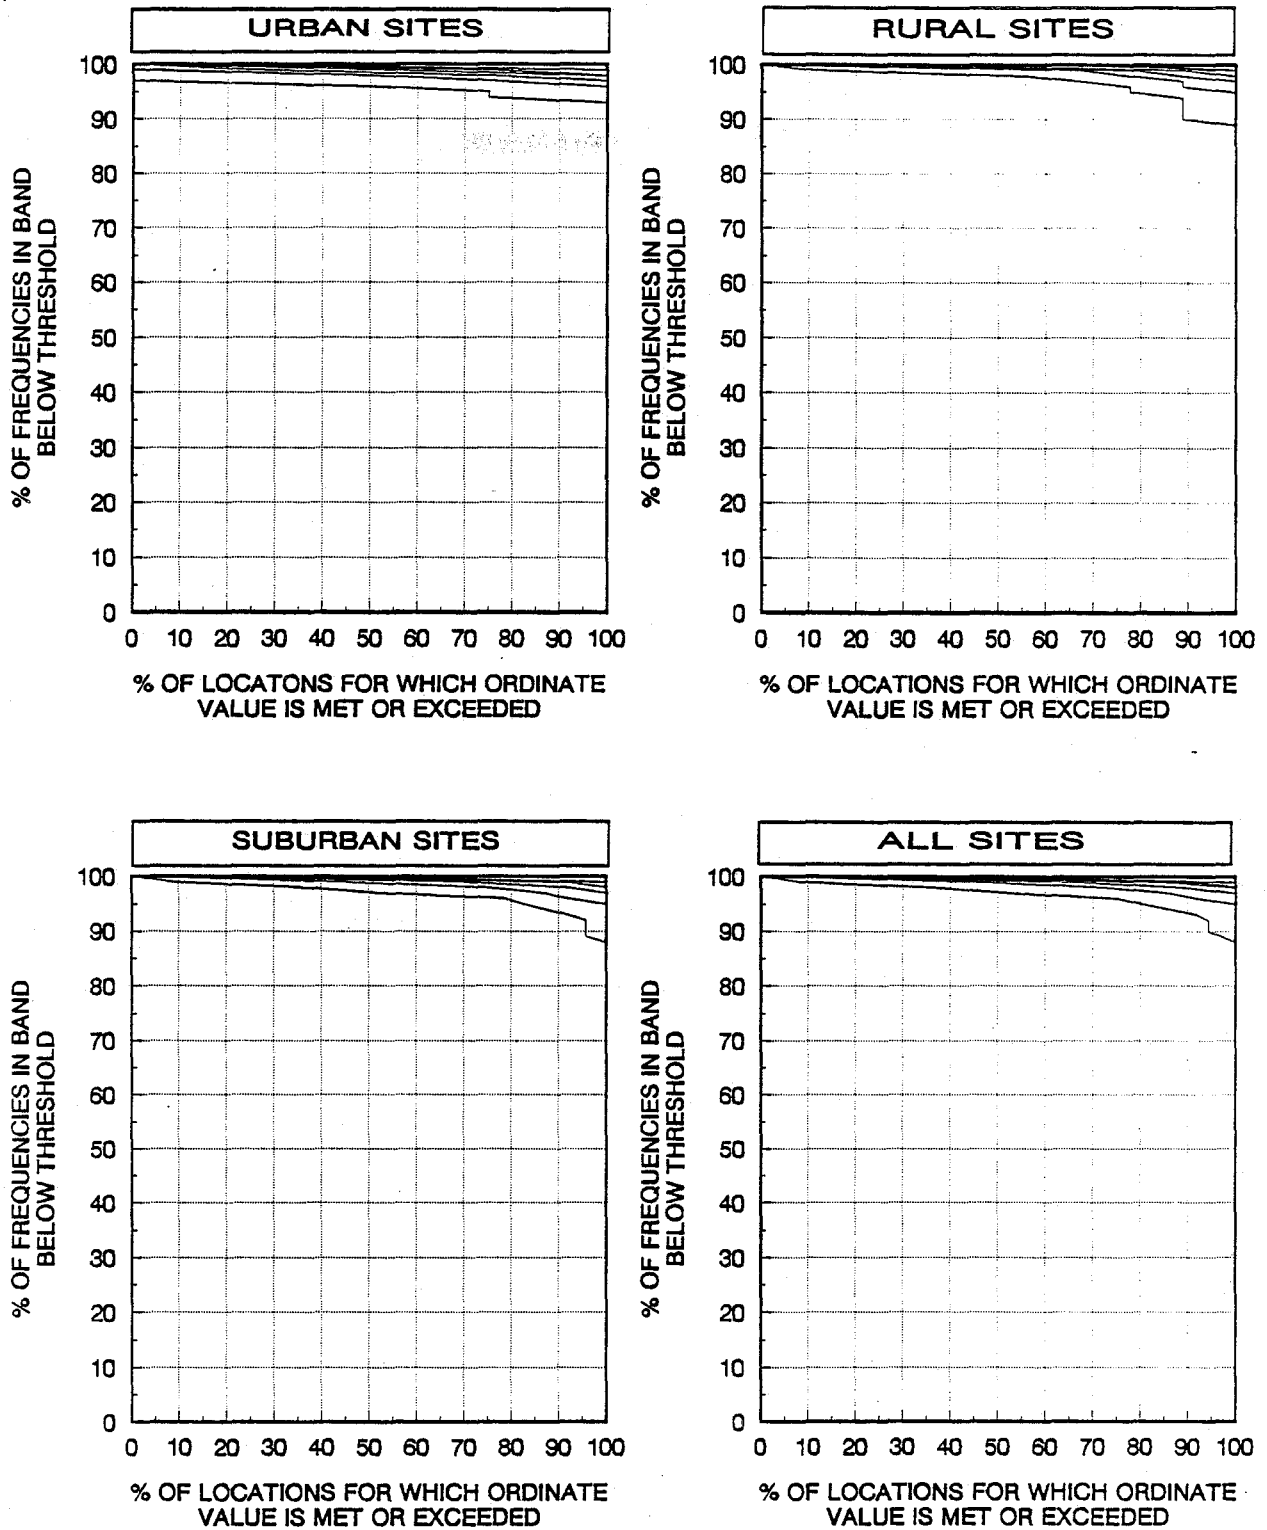 URBAN SITES
100
90
80
70
60
50
40
30
20
10
0
0 10 20 30 40 50 60 70 80 90 100
% OF FREQUENCIES IN BAND
BELOW THRESHOLD
% OF LOCATONS FOR WHICH ORDINATE
VALUE IS MET OR EXCEEDED
RURAL SITES
100
90
80
70
60
50
40
30
20
10
0
0 10 20 30 40 50 60 70 80 90 100
% OF FREQUENCIES IN BAND
BELOW THRESHOLD
% OF LOCATIONS FOR WHICH ORDINATE
VALUE IS MET OR EXCEEDED
SUBURBAN SITES
100
90
80
70
60
50
40
30
20
10
0
0 10 20 30 40 50 60 70 80 90 100
% OF FREQUENCIES IN BAND
BELOW THRESHOLD
% OF LOCATIONS FOR WHICH ORDINATE
VALUE IS MET OR EXCEEDED
ALL SITES
100
90
80
70
60
50
40
30
20
10
0
0 10 20 30 40 50 60 70 80 90 100
% OF FREQUENCIES IN BAND
BELOW THRESHOLD
% OF LOCATIONS FOR WHICH ORDINATE
VALUE IS MET OR EXCEEDED